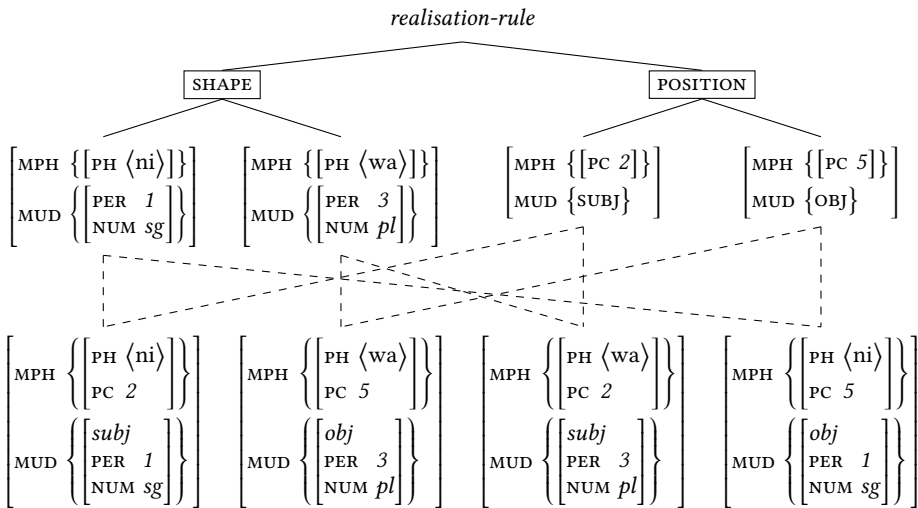 realisation-rule
SHAPE POSITION
MPH {[PH ⟨ni⟩]} MPH {[PH ⟨wa⟩]} MPH {[PC 2]} MPH {[PC 5]}
MUD {[PER 1 NUM sg]} MUD {[PER 3 NUM pl]} MUD {SUBJ} MUD {OBJ}
MPH {[PH ⟨ni⟩ PC 2]} MPH {[PH ⟨wa⟩ PC 5]} MPH {[PH ⟨wa⟩ PC 2]} MPH {[PH ⟨ni⟩ PC 5]}
MUD {[subj PER 1 NUM sg]} MUD {[obj PER 3 NUM pl]} MUD {[subj PER 3 NUM pl]} MUD {[obj PER 1 NUM sg]}